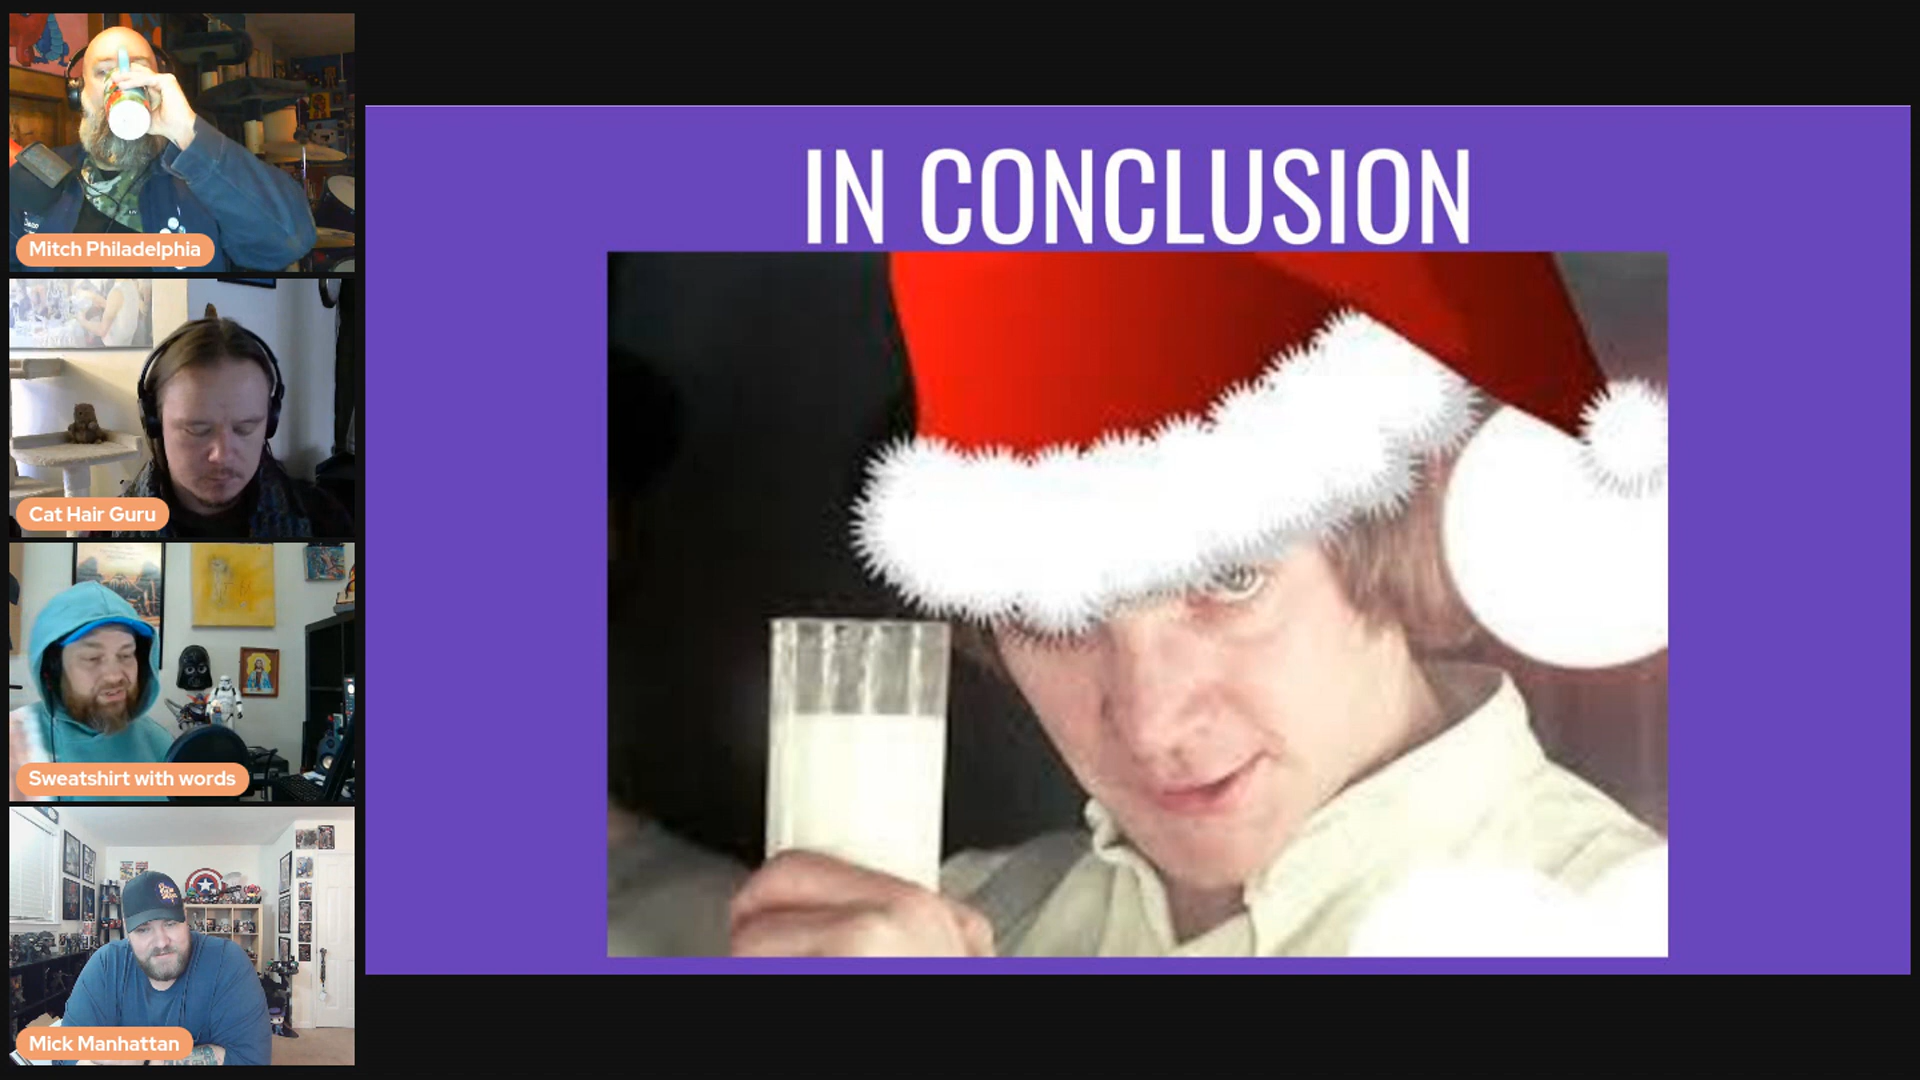 Mitch Philadelphia
Cat Hair Guru
Sweatshirt with words
Mick Manhattan
IN CONCLUSION